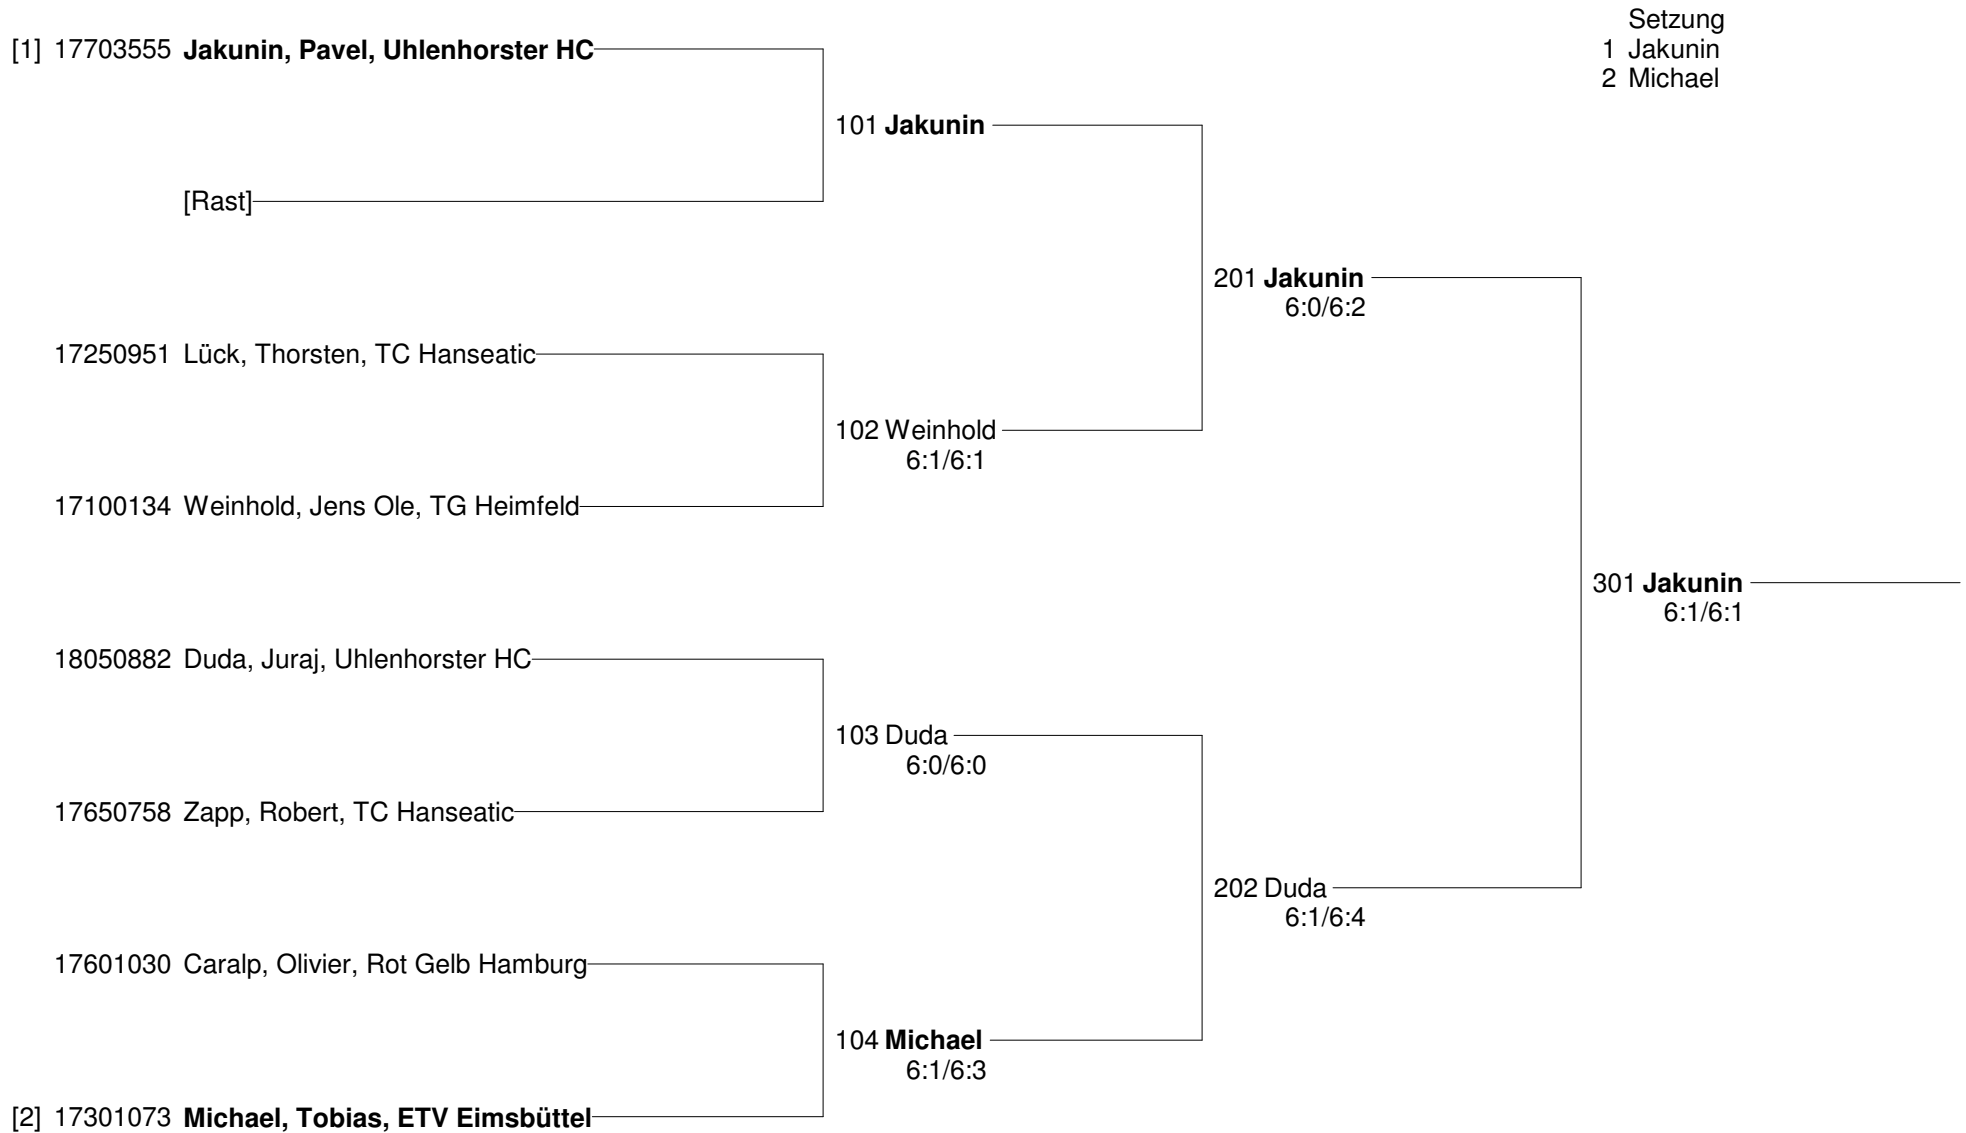 Setzung
[1] 17703555 Jakunin, Pavel, Uhlenhorster HC
1 Jakunin
2 Michael
101 Jakunin
[Rast]
201 Jakunin
6:0/6:2
17250951 Lück, Thorsten, TC Hanseatic
102 Weinhold
6:1/6:1
17100134 Weinhold, Jens Ole, TG Heimfeld
301 Jakunin
6:1/6:1
18050882 Duda, Juraj, Uhlenhorster HC
103 Duda
6:0/6:0
17650758 Zapp, Robert, TC Hanseatic
202 Duda
6:1/6:4
17601030 Caralp, Olivier, Rot Gelb Hamburg
104 Michael
6:1/6:3
[2] 17301073 Michael, Tobias, ETV Eimsbüttel